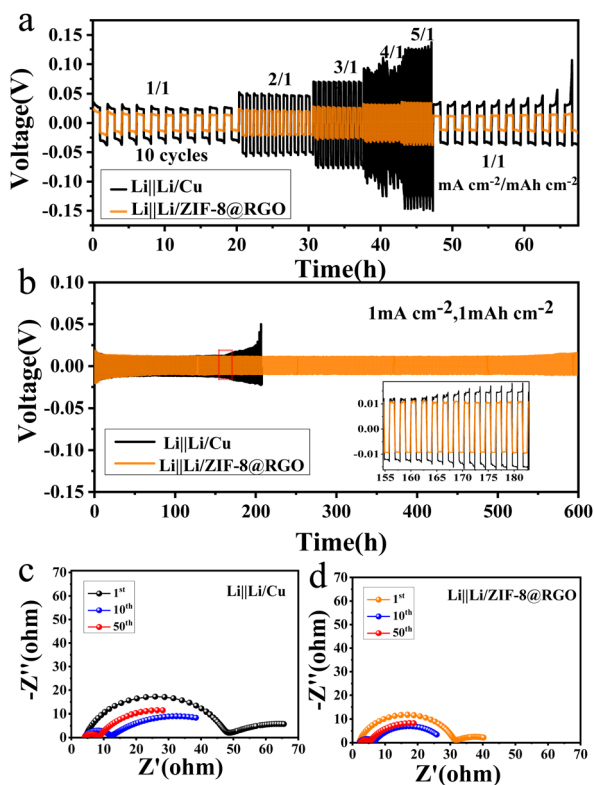 a
0.15
0.10
0.05
0.00
-0.05
-0.10
-0.15
Voltage(V)
1/1
2/1
3/1
4/1
5/1
10 cycles
1/1
mA cm⁻²/mAh cm⁻²
Li||Li/Cu
Li||Li/ZIF-8@RGO
0 10 20 30 40 50 60
Time(h)
b
0.10
0.05
0.00
-0.05
-0.10
-0.15
Voltage(V)
1mA cm⁻²,1mAh cm⁻²
Li||Li/Cu
Li||Li/ZIF-8@RGO
0.01
0.00
-0.01
155 160 165 170 175 180
0 100 200 300 400 500 600
Time(h)
c
70
60
50
40
30
20
10
0
-Z''(ohm)
1ˢᵗ
10ᵗʰ
50ᵗʰ
Li||Li/Cu
0 10 20 30 40 50 60 70
Z'(ohm)
d
70
60
50
40
30
20
10
0
-Z''(ohm)
1ˢᵗ
10ᵗʰ
50ᵗʰ
Li||Li/ZIF-8@RGO
0 10 20 30 40 50 60 70
Z'(ohm)